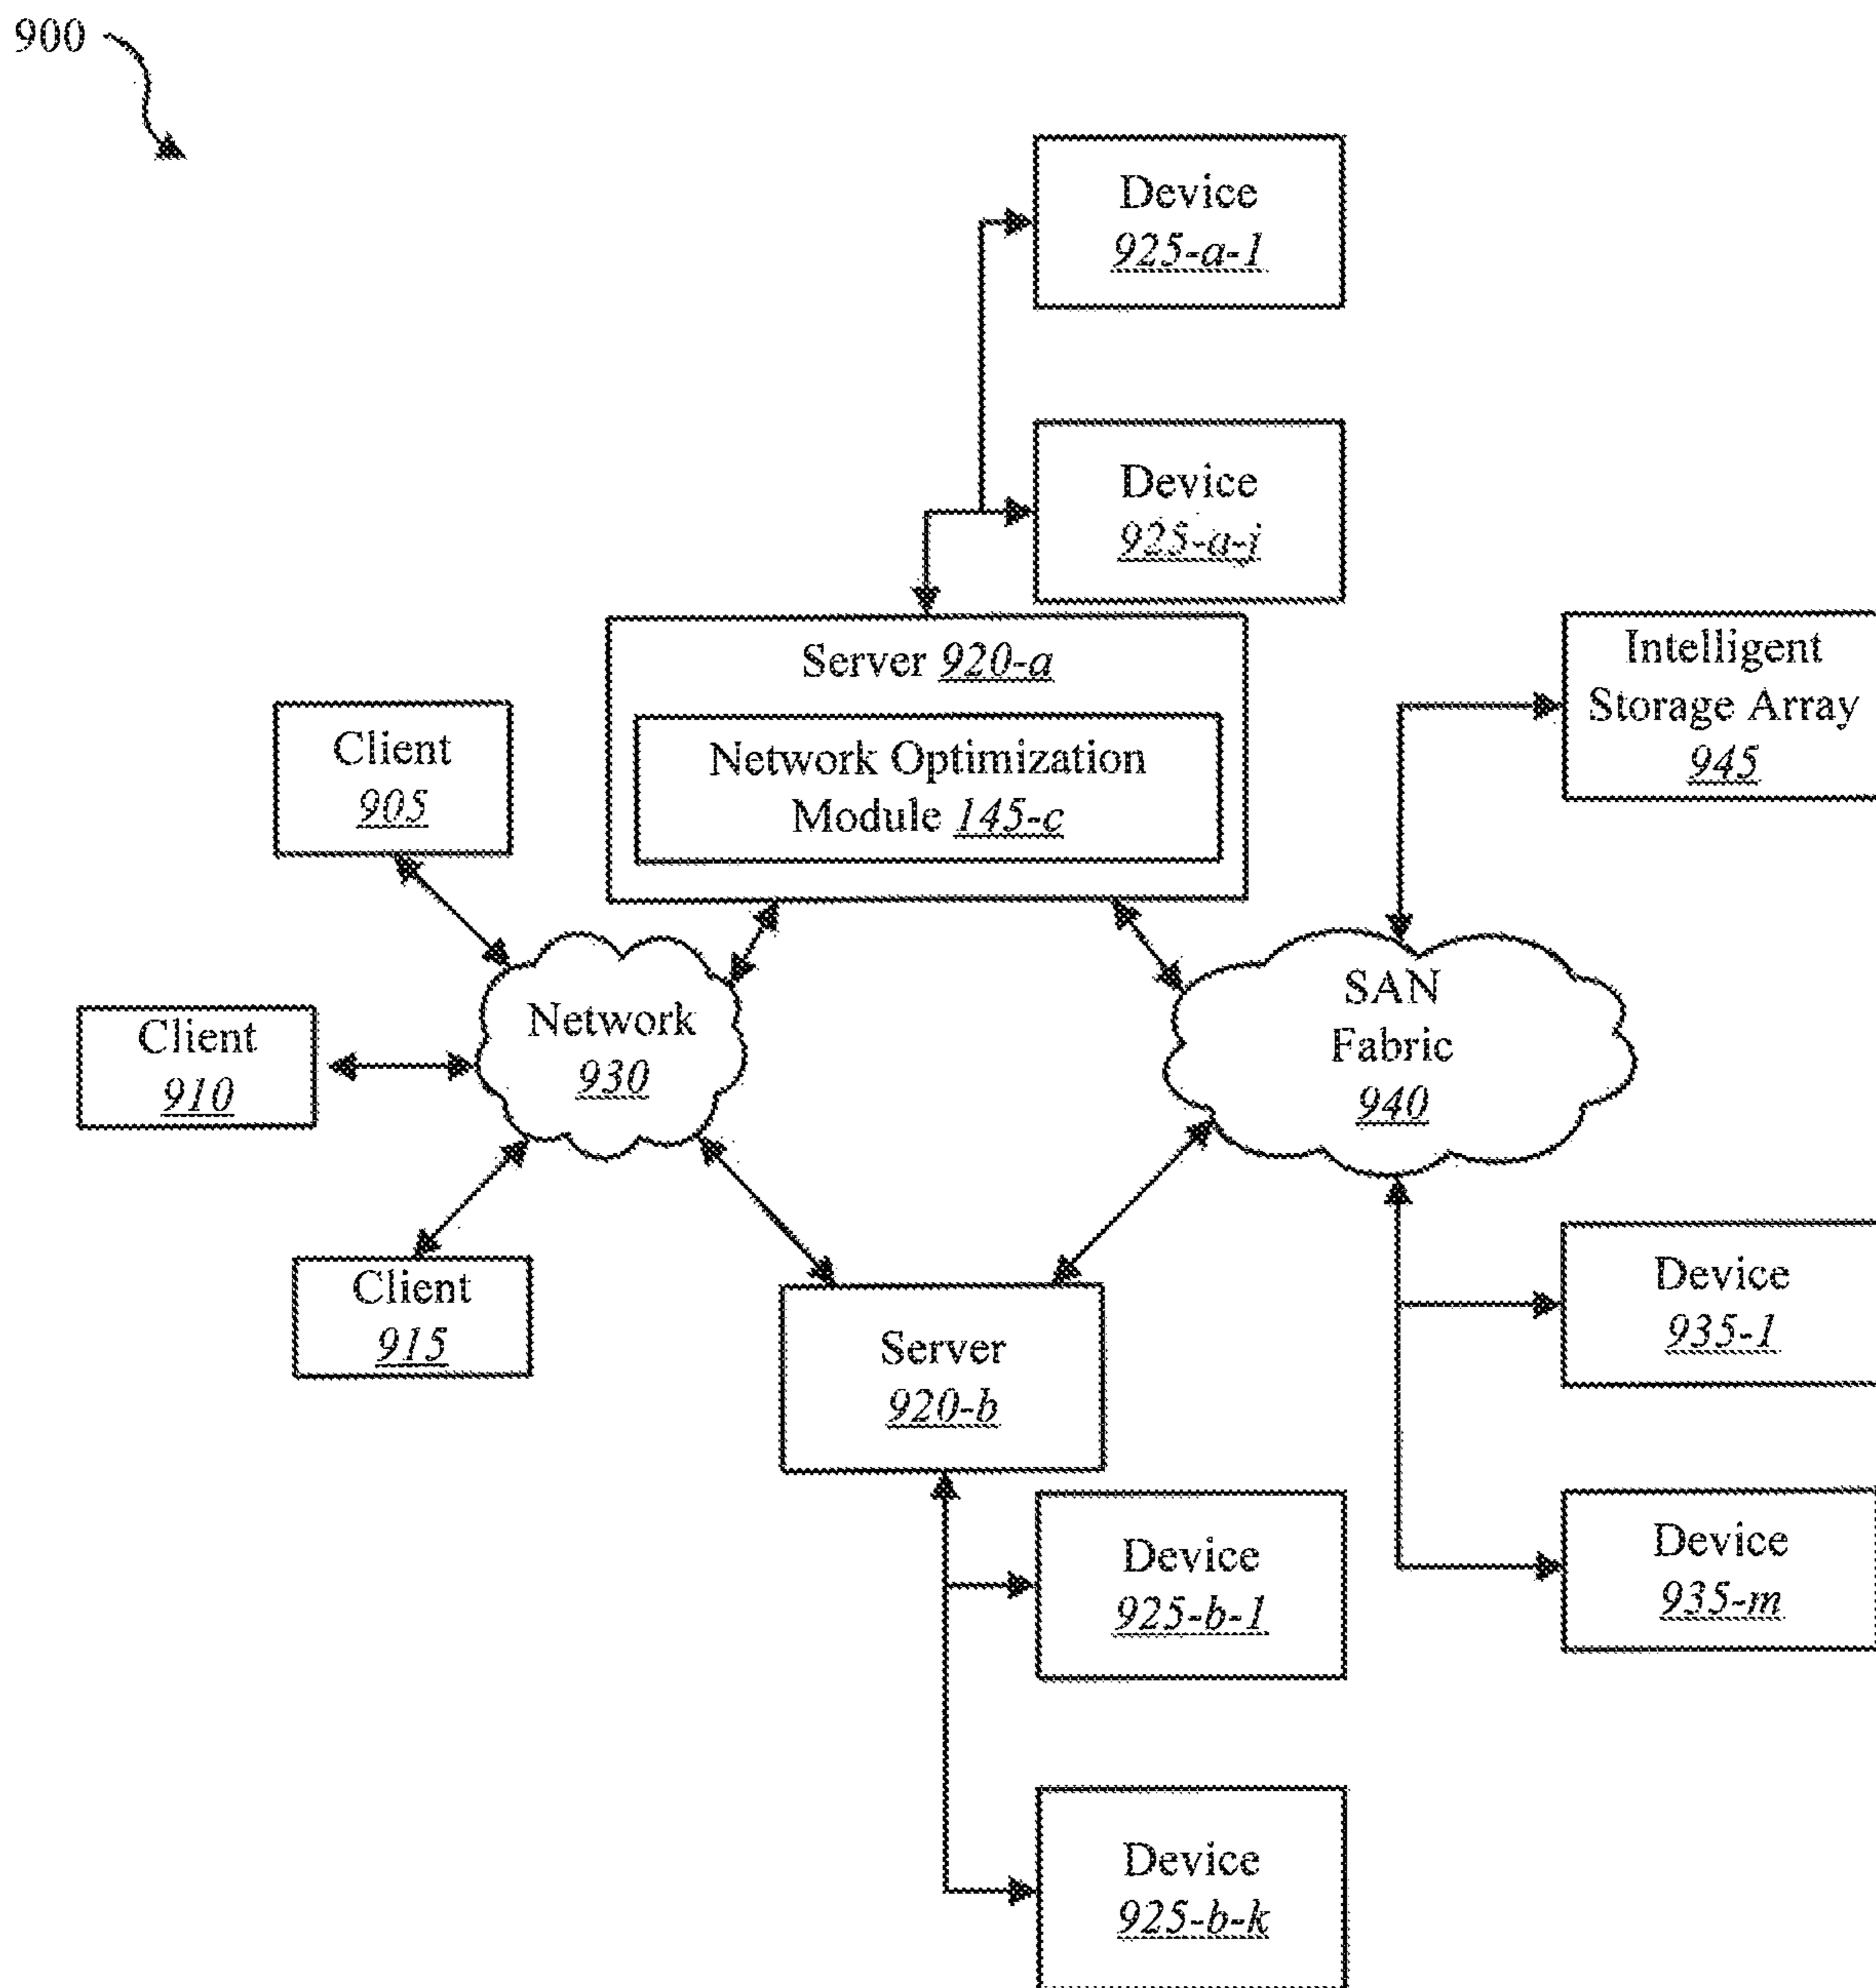 900
Device
925-a-1
Device
925-a-j
Server 920-a
Network Optimization
Module 145-c
Intelligent
Storage Array
945
Client
905
Network
930
SAN
Fabric
940
Client
910
Client
915
Server
920-b
Device
935-1
Device
935-m
Device
925-b-1
Device
925-b-k